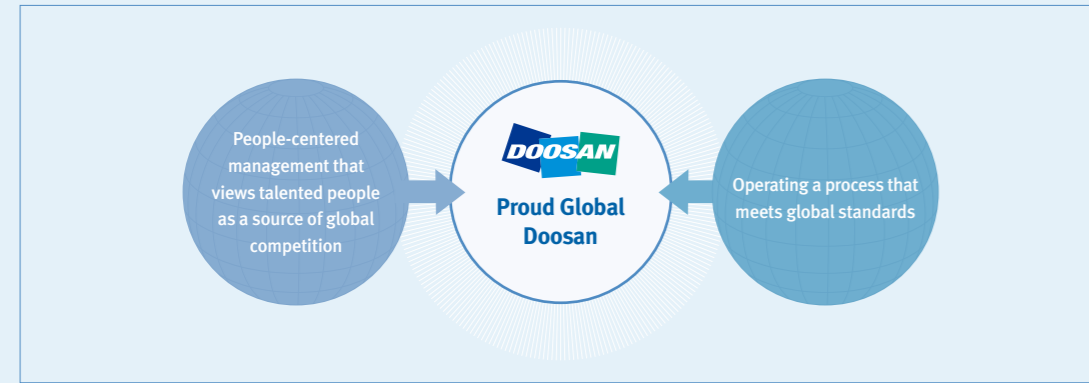 People-centered
management that
views talented people
as a source of global
competition
DOOSAN
Proud Global
Doosan
Operating a process that
meets global standards